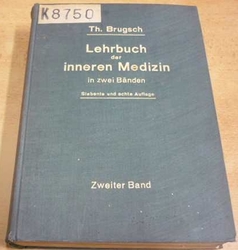 K8750
Th. Brugsch
Lehrbuch
der
inneren Medizin
in zwei Bänden
Siebente und achte Auflage
Zweiter Band